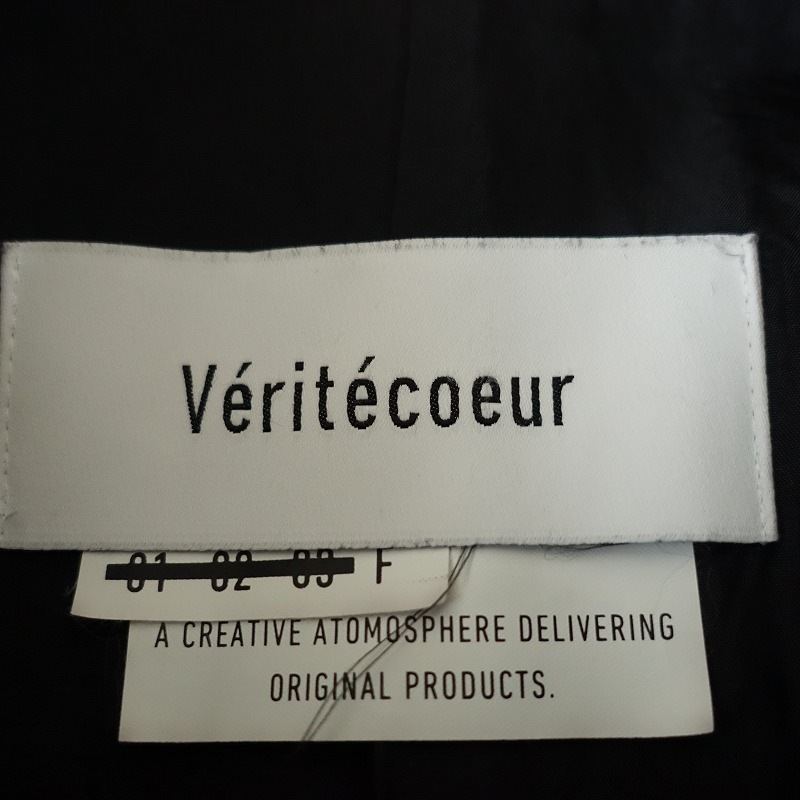 Véritécoeur
01 02 03 F
A CREATIVE ATOMOSPHERE DELIVERING
ORIGINAL PRODUCTS.